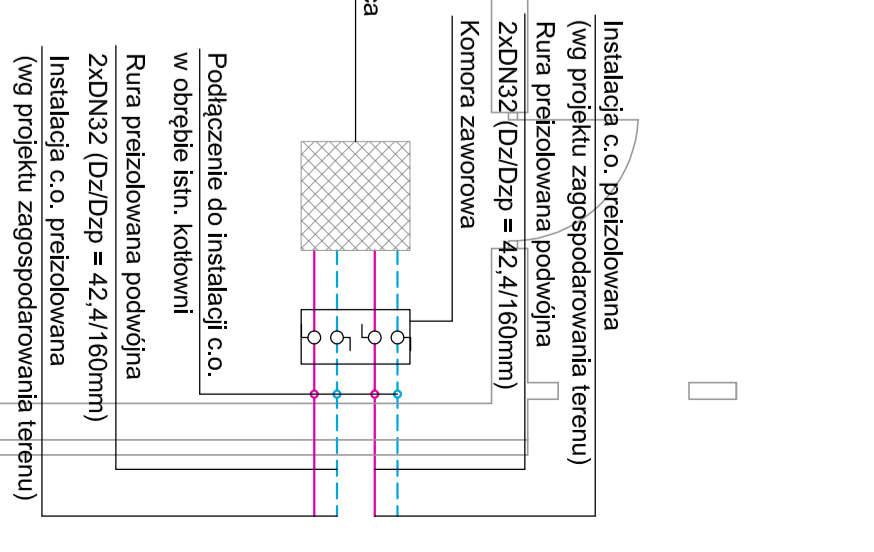 Instalacja c.o. preizolowana
(wg projektu zagospodarowania terenu)
Rura preizolowana podwójna
2xDN32 (Dz/Dzp = 42,4/160mm)
Komora zaworowa
ca
Podłączenie do instalacji c.o.
w obrębie istn. kotłowni
Rura preizolowana podwójna
2xDN32 (Dz/Dzp = 42,4/160mm)
Instalacja c.o. preizolowana
(wg projektu zagospodarowania terenu)